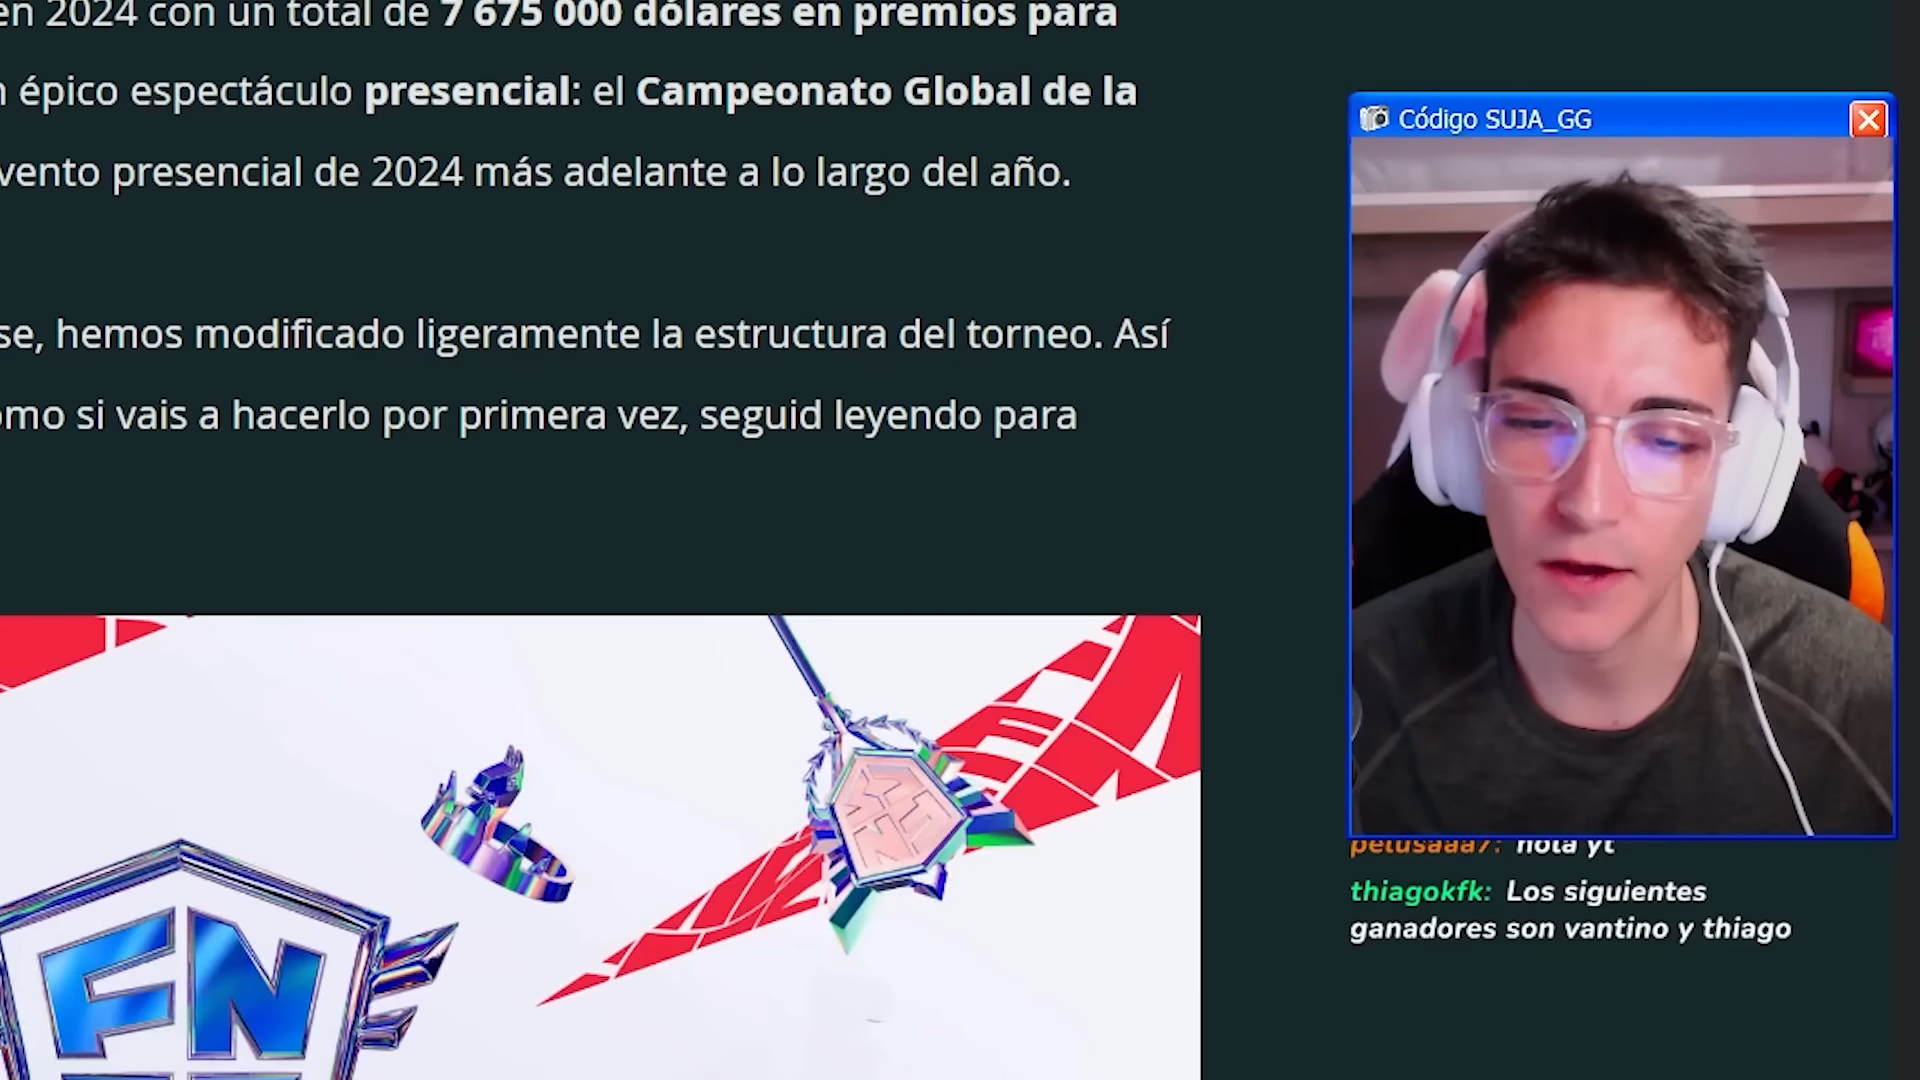 en 2024 con un total de 7 675 000 dólares en premios para
épico espectáculo presencial: el Campeonato Global de la
vento presencial de 2024 más adelante a lo largo del año.
se, hemos modificado ligeramente la estructura del torneo. Así
omo si vais a hacerlo por primera vez, seguid leyendo para
Código SUJA_GG
pelusaaa7: hola yt
thiagokfk: Los siguientes
ganadores son vantino y thiago
FN